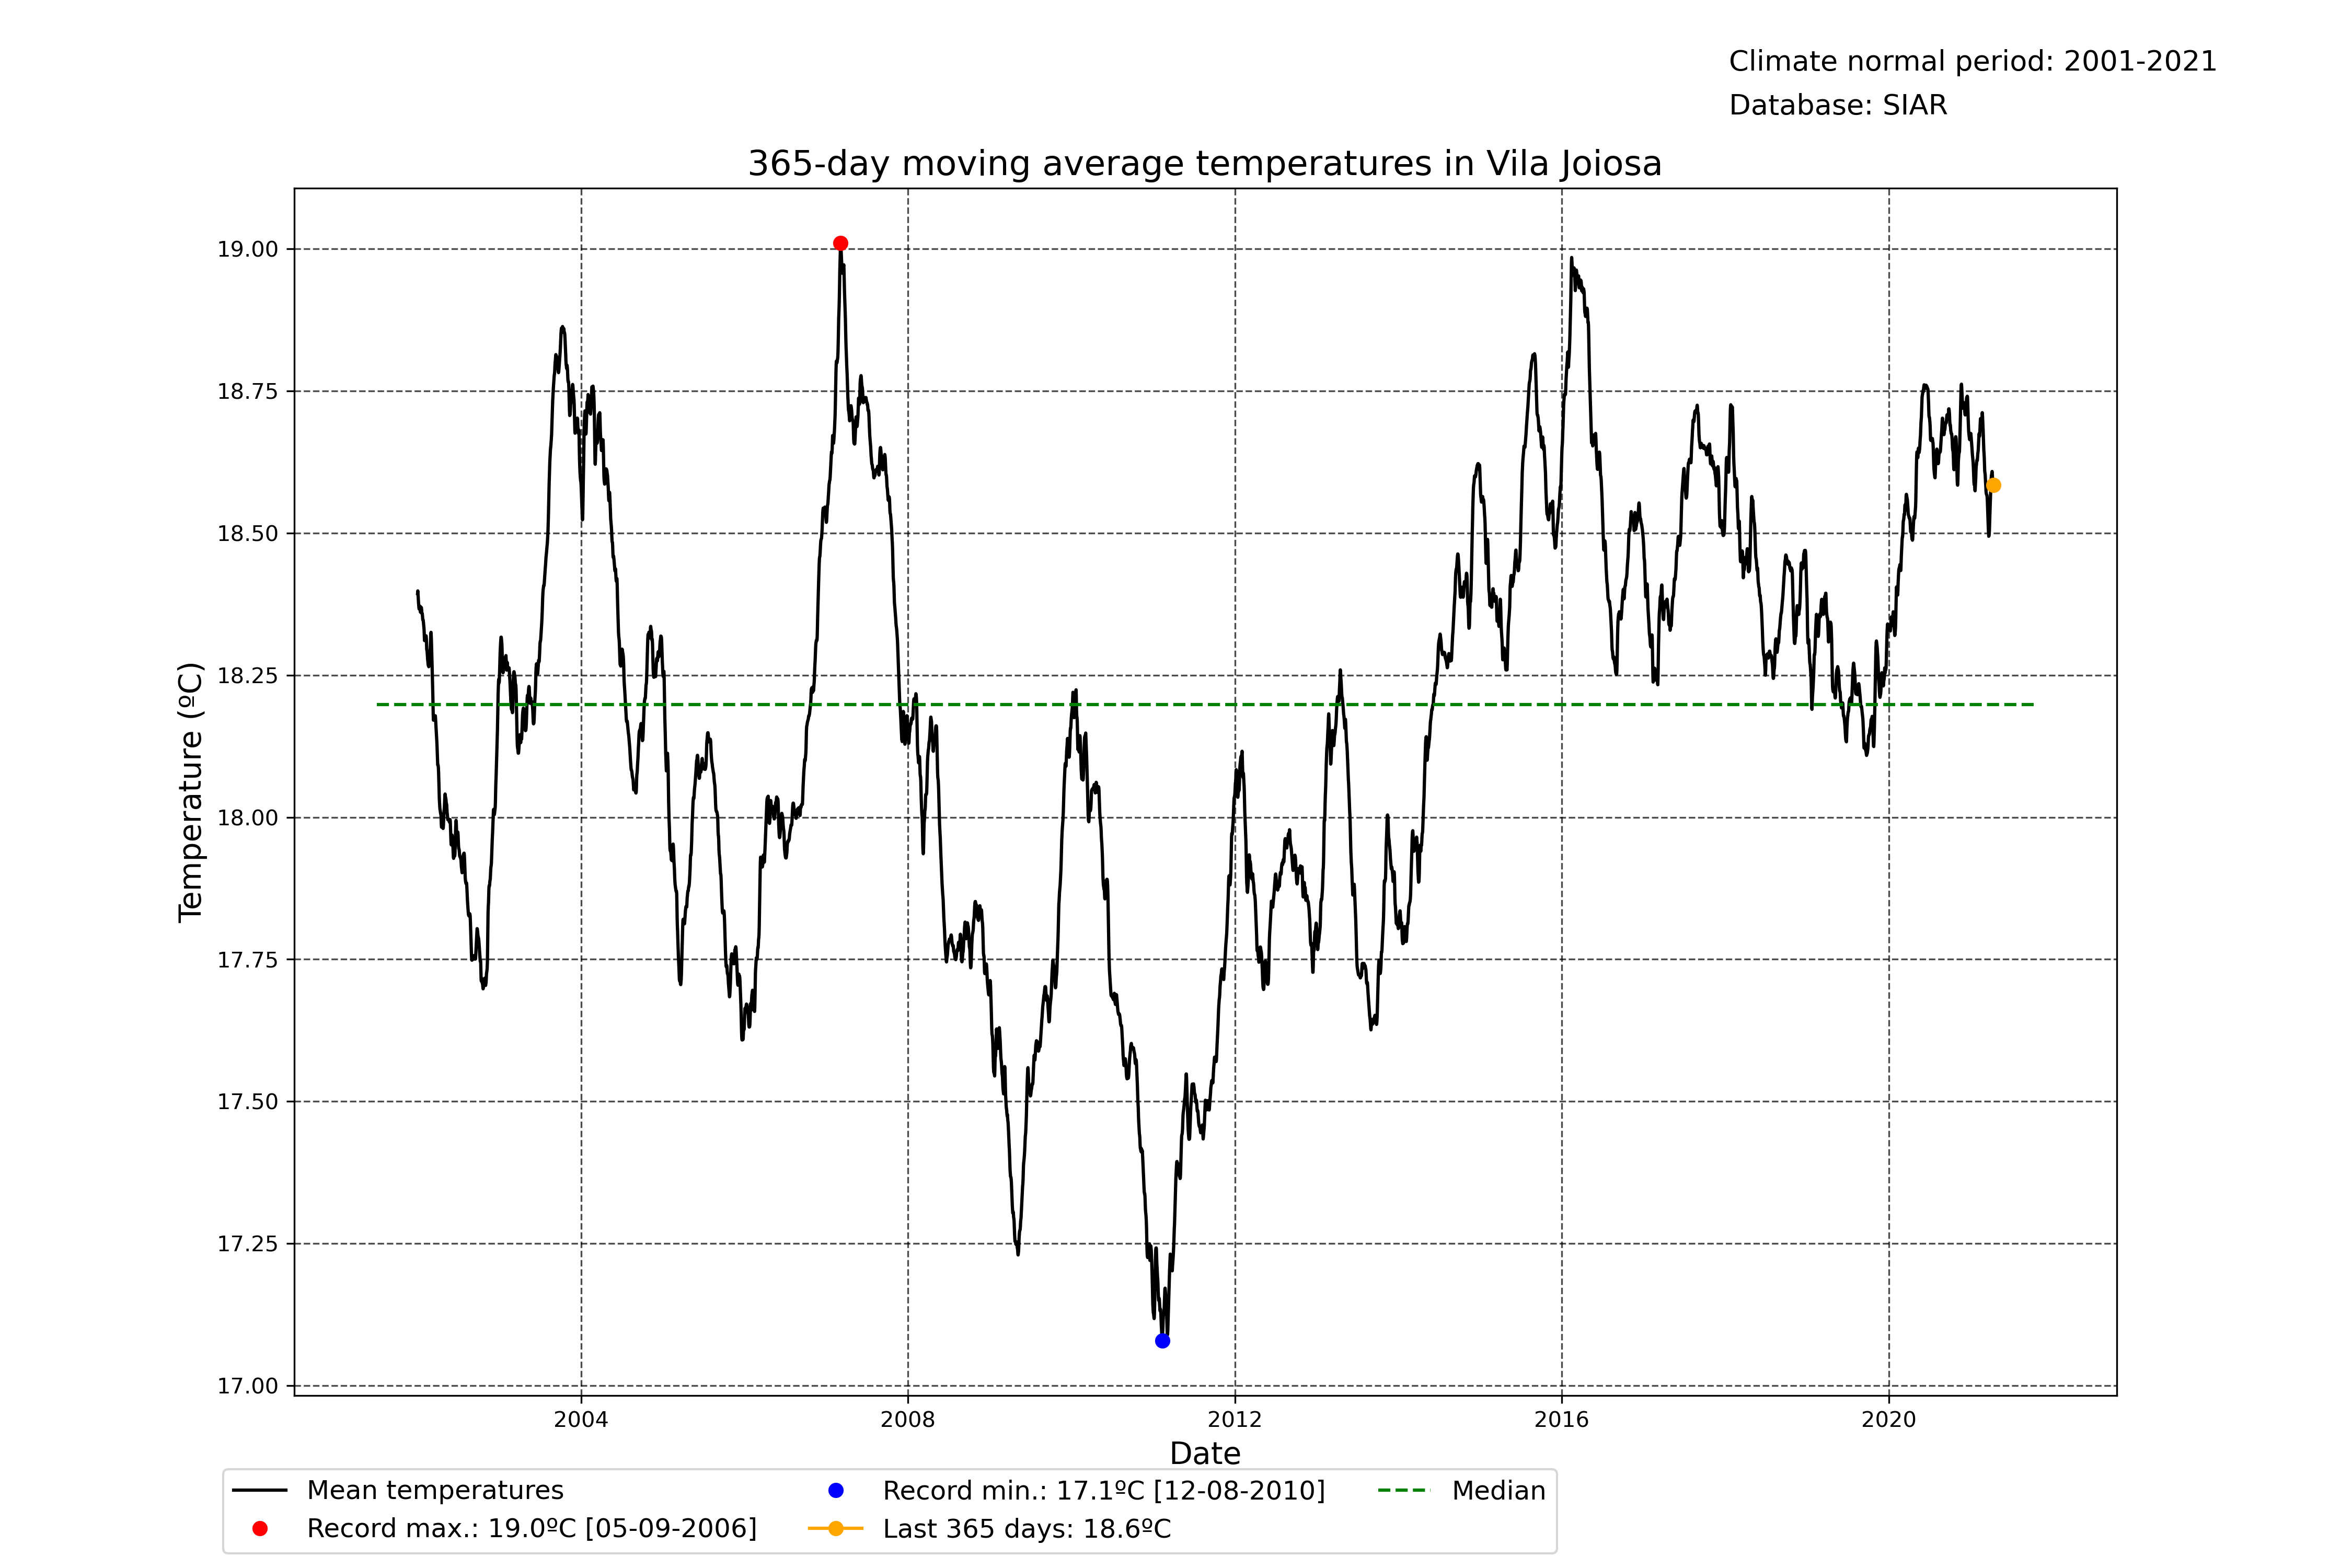 Climate normal period: 2001-2021
Database: SIAR
365-day moving average temperatures in Vila Joiosa
19.00
18.75
18.50
18.25
18.00
17.75
17.50
17.25
17.00
Temperature (ºC)
2004 2008 2012 2016 2020
Date
Mean temperatures
Record max.: 19.0ºC [05-09-2006]
Record min.: 17.1ºC [12-08-2010]
Last 365 days: 18.6ºC
Median